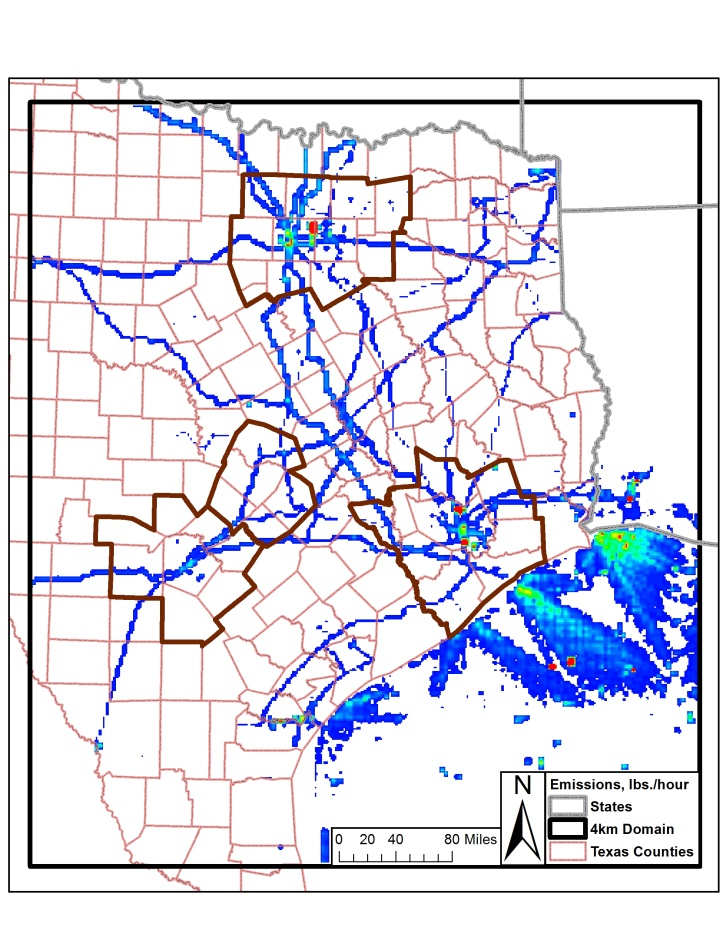 N
Emissions, lbs./hour
States
4km Domain
Texas Counties
0 20 40 80 Miles